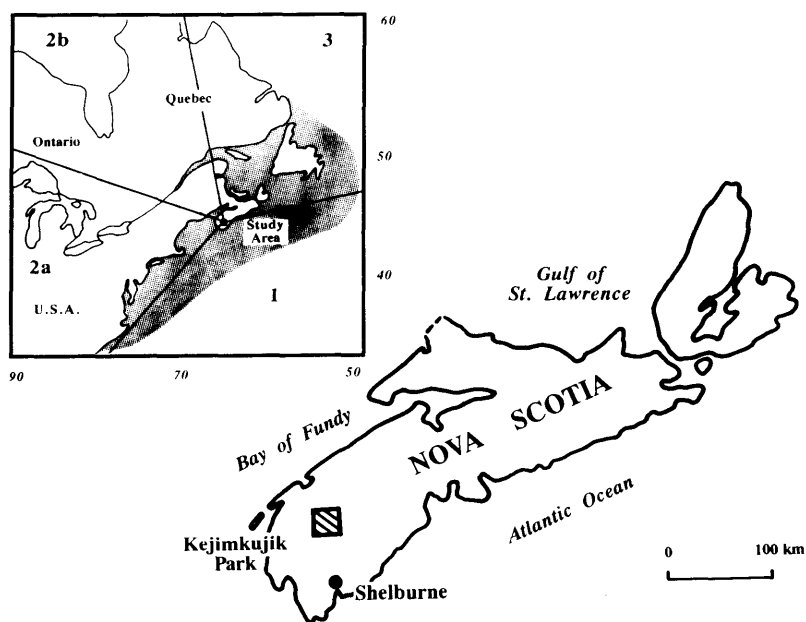 2b
3
60
Quebec
Ontario
50
Study
Area
2a
40
1
U.S.A.
90
70
50
Gulf of
St. Lawrence
NOVA SCOTIA
Bay of Fundy
Atlantic Ocean
Kejimkujik
Park
0
100 km
Shelburne